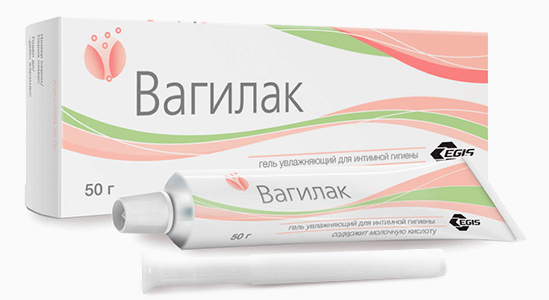 Вагилак
гель увлажняющий для интимной гигиены
EGIS
50 г
Вагилак
гель увлажняющий для интимной гигиены
содержит молочную кислоту
EGIS
50 г